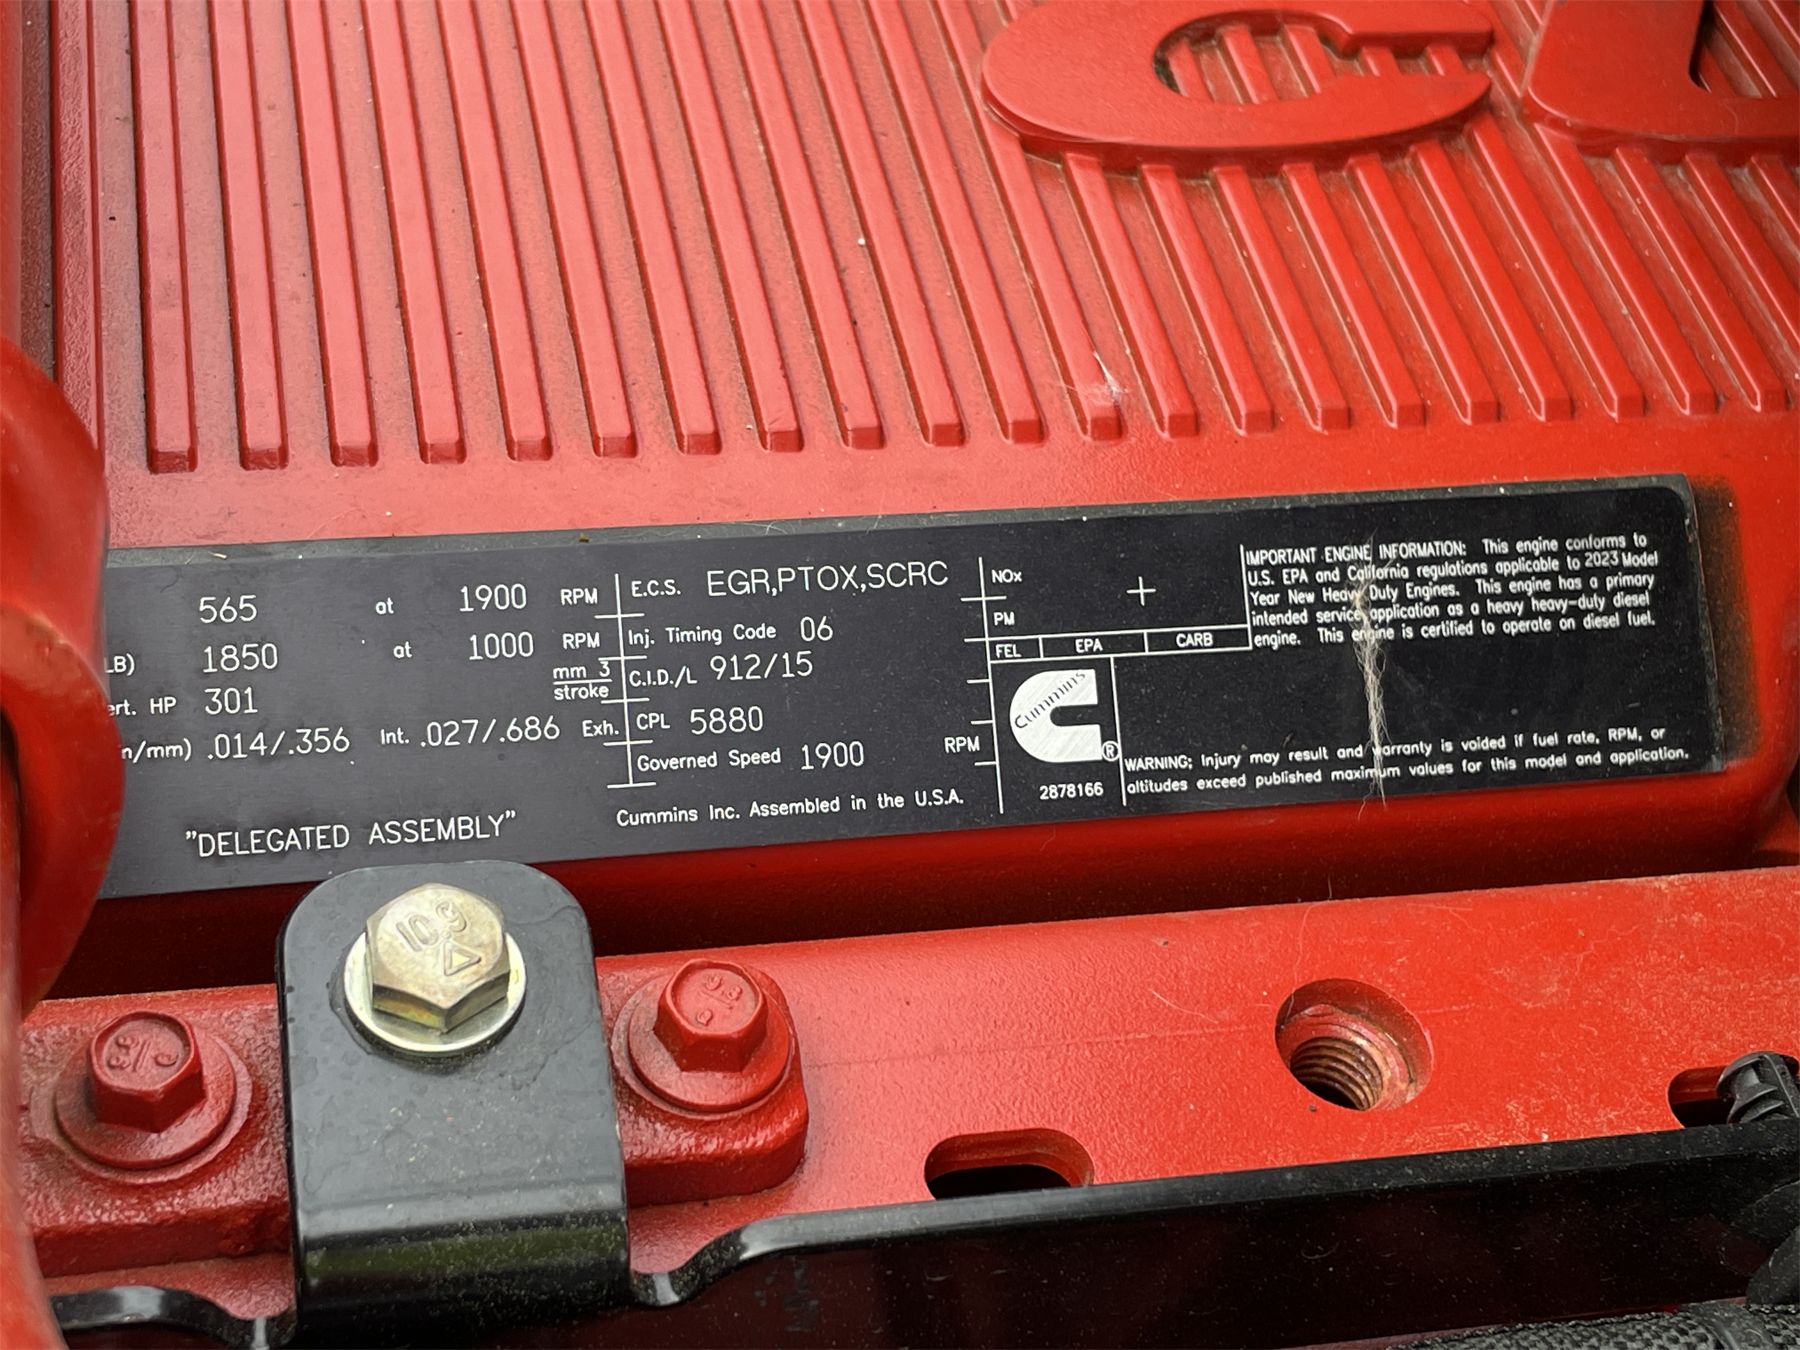 565 at 1900 RPM
LB) 1850 at 1000 RPM
ert. HP 301 mm 3
stroke
n/mm) .014/.356 Int. .027/.686 Exh.
"DELEGATED ASSEMBLY"
E.C.S. EGR,PTOX,SCRC
Inj. Timing Code 06
C.I.D./L 912/15
CPL 5880
Governed Speed 1900 RPM
Cummins Inc. Assembled in the U.S.A.
NOx +
PM
FEL EPA CARB
Cummins
®
2878166
IMPORTANT ENGINE INFORMATION: This engine conforms to
U.S. EPA and California regulations applicable to 2023 Model
Year New Heavy Duty Engines. This engine has a primary
intended service application as a heavy heavy-duty diesel
engine. This engine is certified to operate on diesel fuel.
WARNING; Injury may result and warranty is voided if fuel rate, RPM, or
altitudes exceed published maximum values for this model and application.
10.9